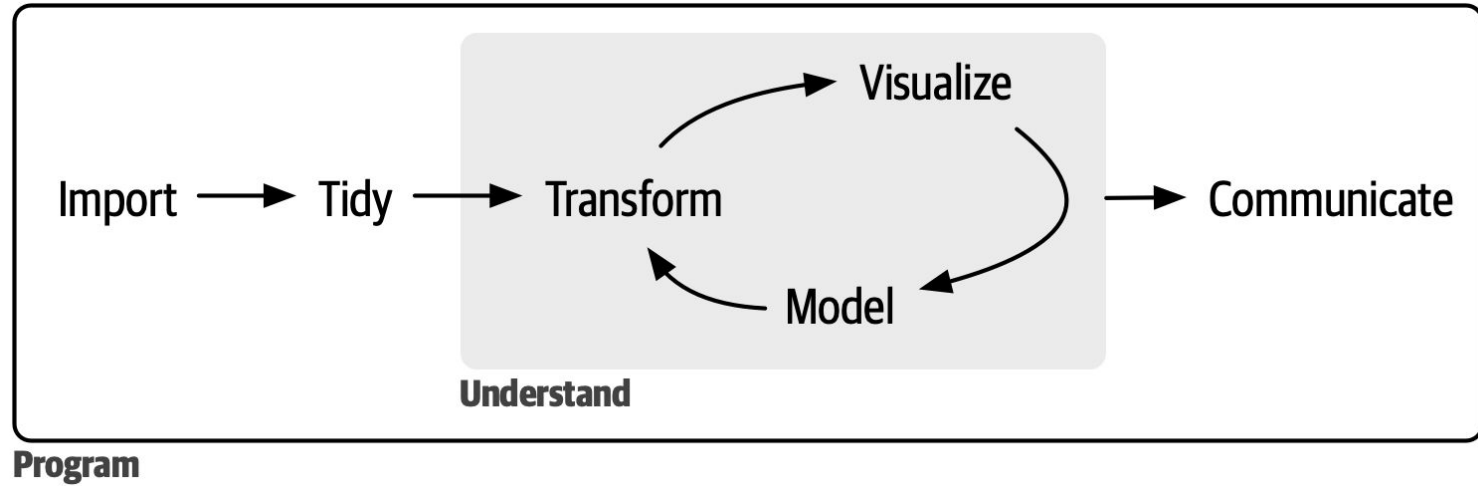 Visualize
Import Tidy Transform Communicate
Model
Understand
Program